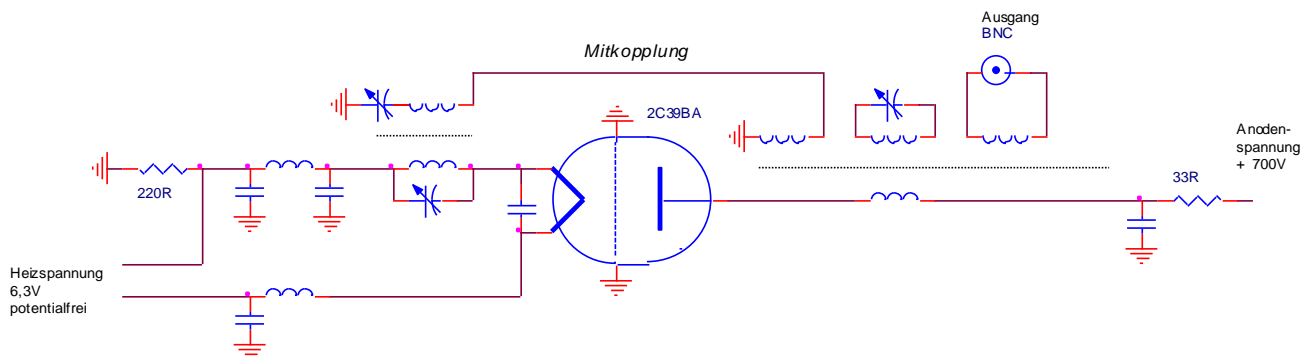 Ausgang
BNC
Mitkopplung
2C39BA
Anoden-
spannung
+ 700V
220R
33R
Heizspannung
6,3V
potentialfrei